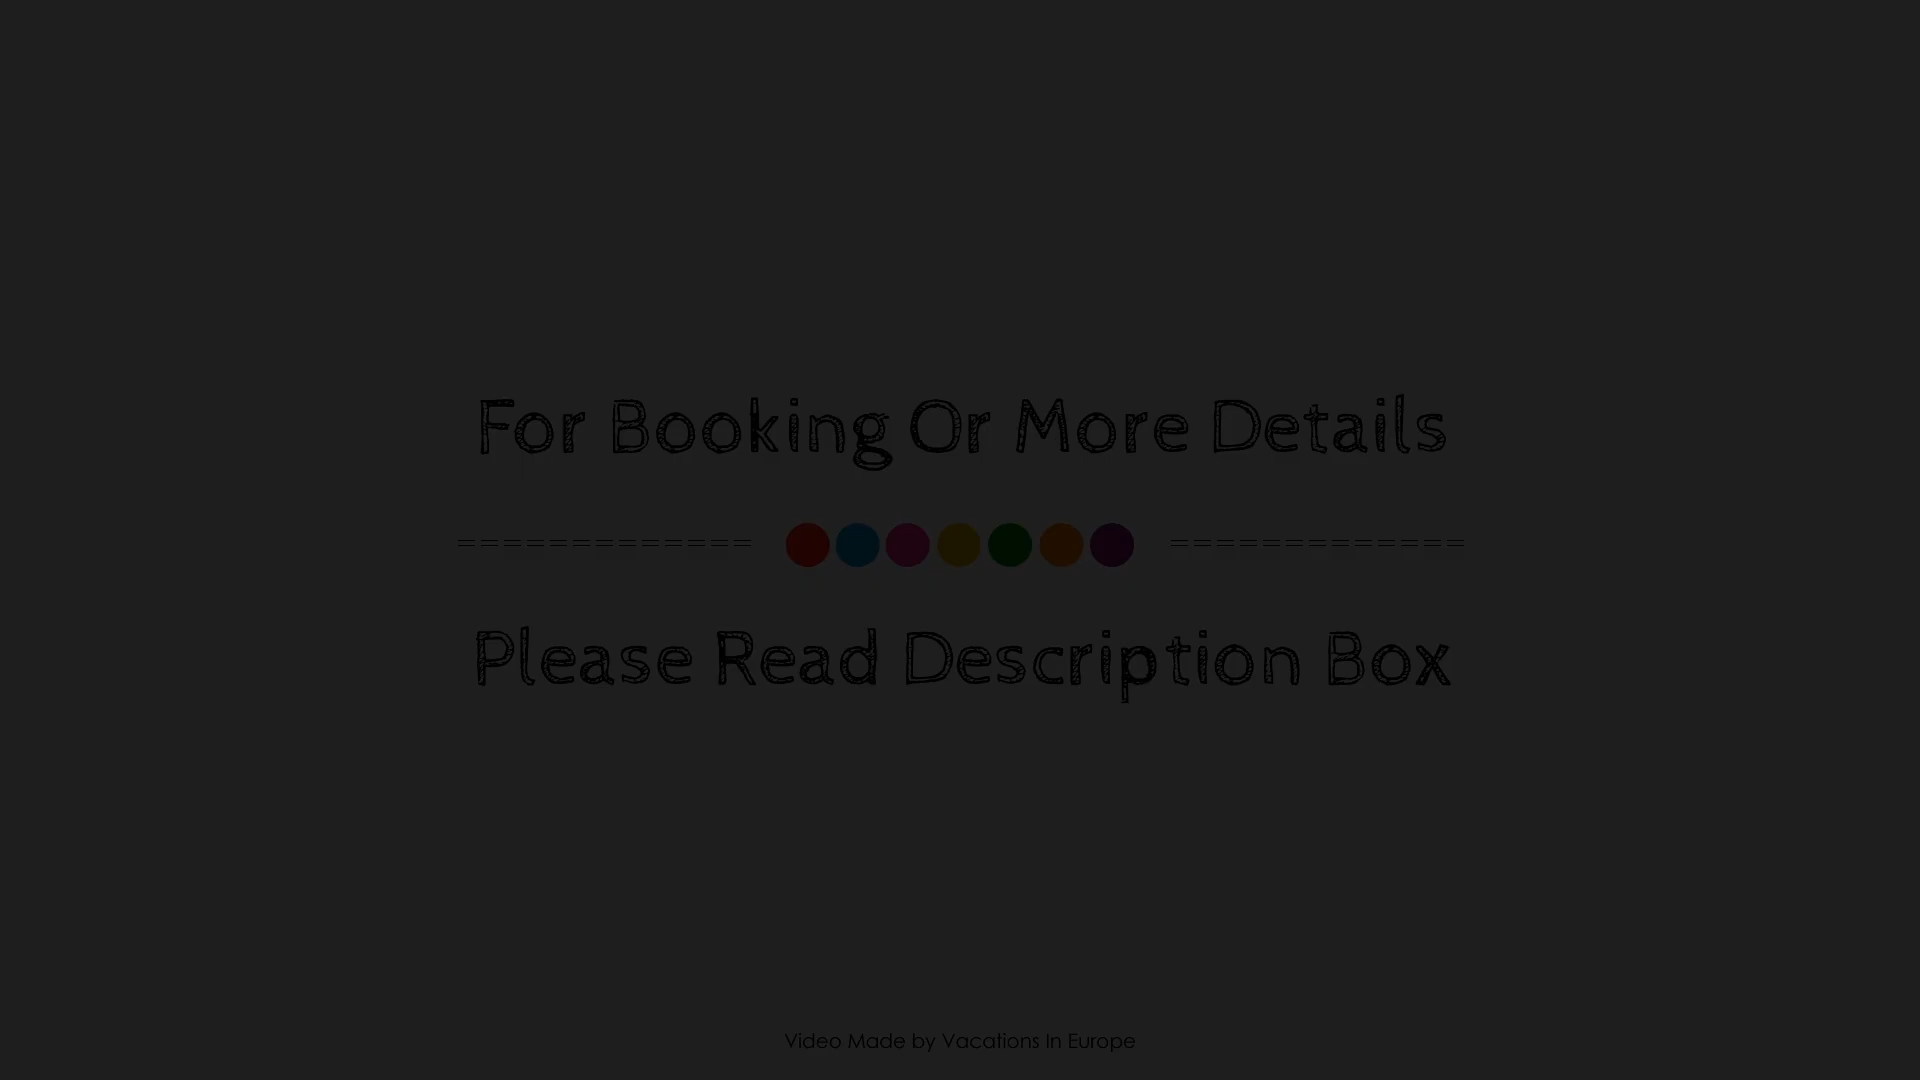 For Booking Or More Details
============= =============
Please Read Description Box
Video Made by Vacations In Europe